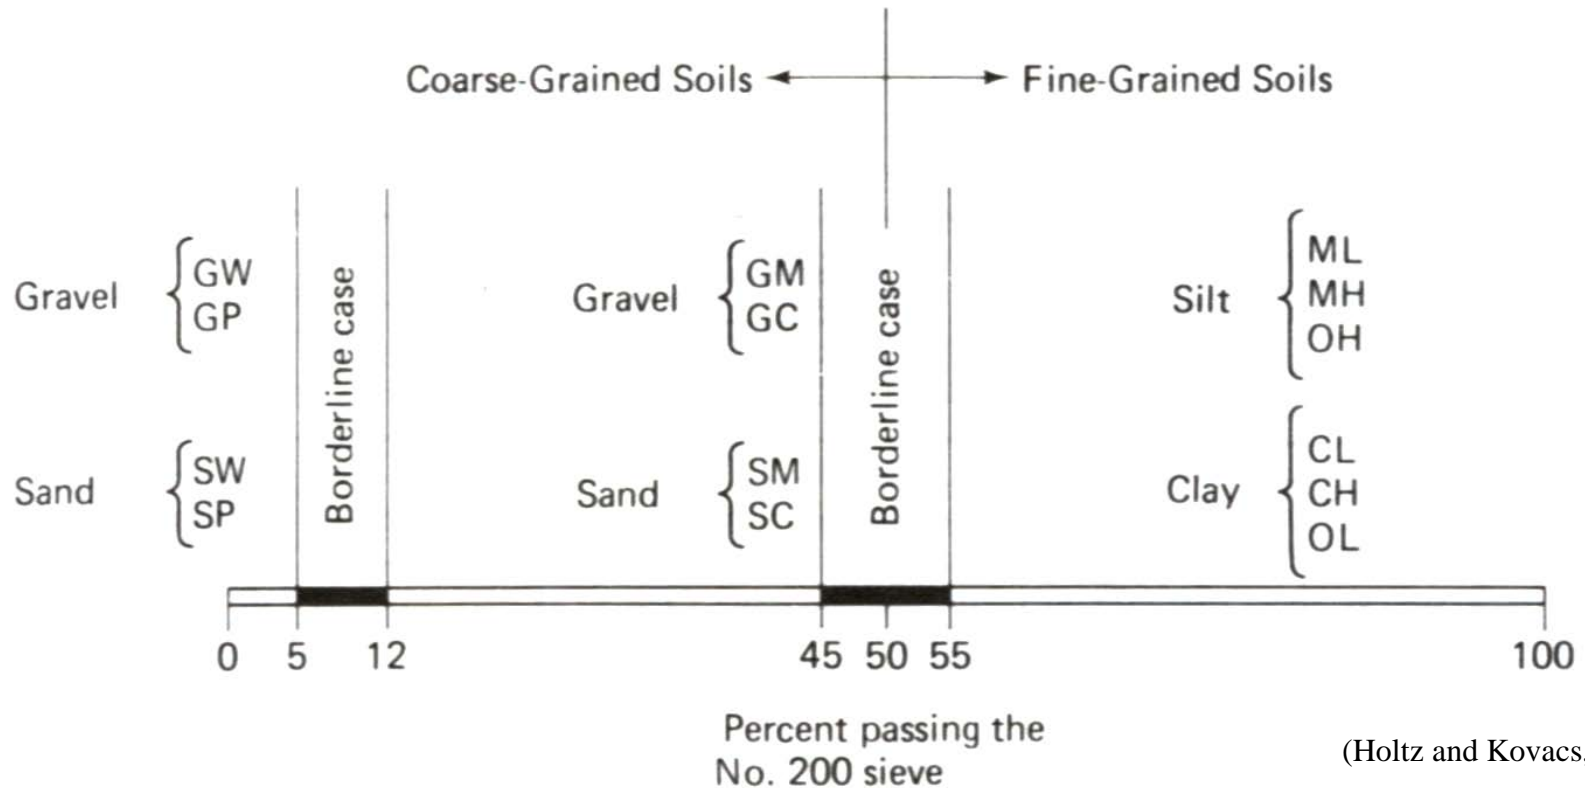 Coarse-Grained Soils
Fine-Grained Soils
Gravel
GW
GP
Borderline case
Gravel
GM
GC
Borderline case
Silt
ML
MH
OH
Sand
SW
SP
Sand
SM
SC
Clay
CL
CH
OL
0 5 12 45 50 55 100
Percent passing the
No. 200 sieve
(Holtz and Kovacs,